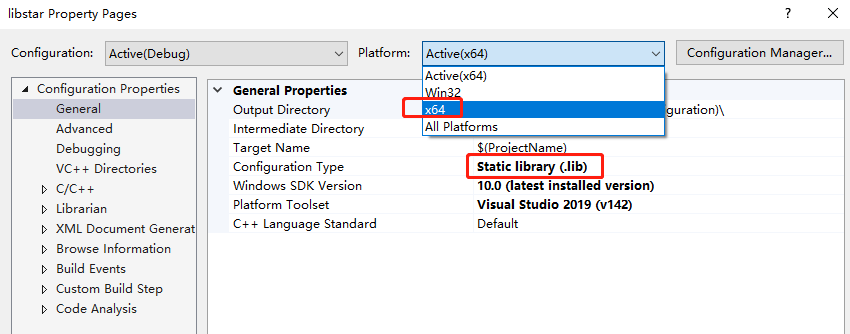 libstar Property Pages ? ×
Configuration: Active(Debug) Platform: Active(x64) Configuration Manager...
Active(x64)
Win32
x64
All Platforms
Configuration Properties
General
Advanced
Debugging
VC++ Directories
C/C++
Librarian
XML Document Generat
Browse Information
Build Events
Custom Build Step
Code Analysis
General Properties
Output Directory guration)\
Intermediate Directory
Target Name $(ProjectName)
Configuration Type Static library (.lib)
Windows SDK Version 10.0 (latest installed version)
Platform Toolset Visual Studio 2019 (v142)
C++ Language Standard Default